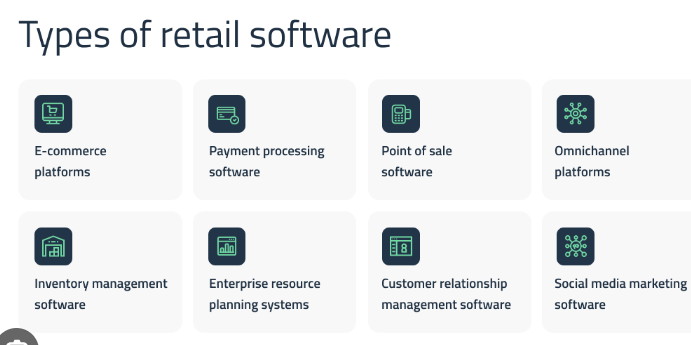 Types of retail software
E-commerce
platforms
Payment processing
software
Point of sale
software
Omnichannel
platforms
Inventory management
software
Enterprise resource
planning systems
Customer relationship
management software
Social media marketing
software